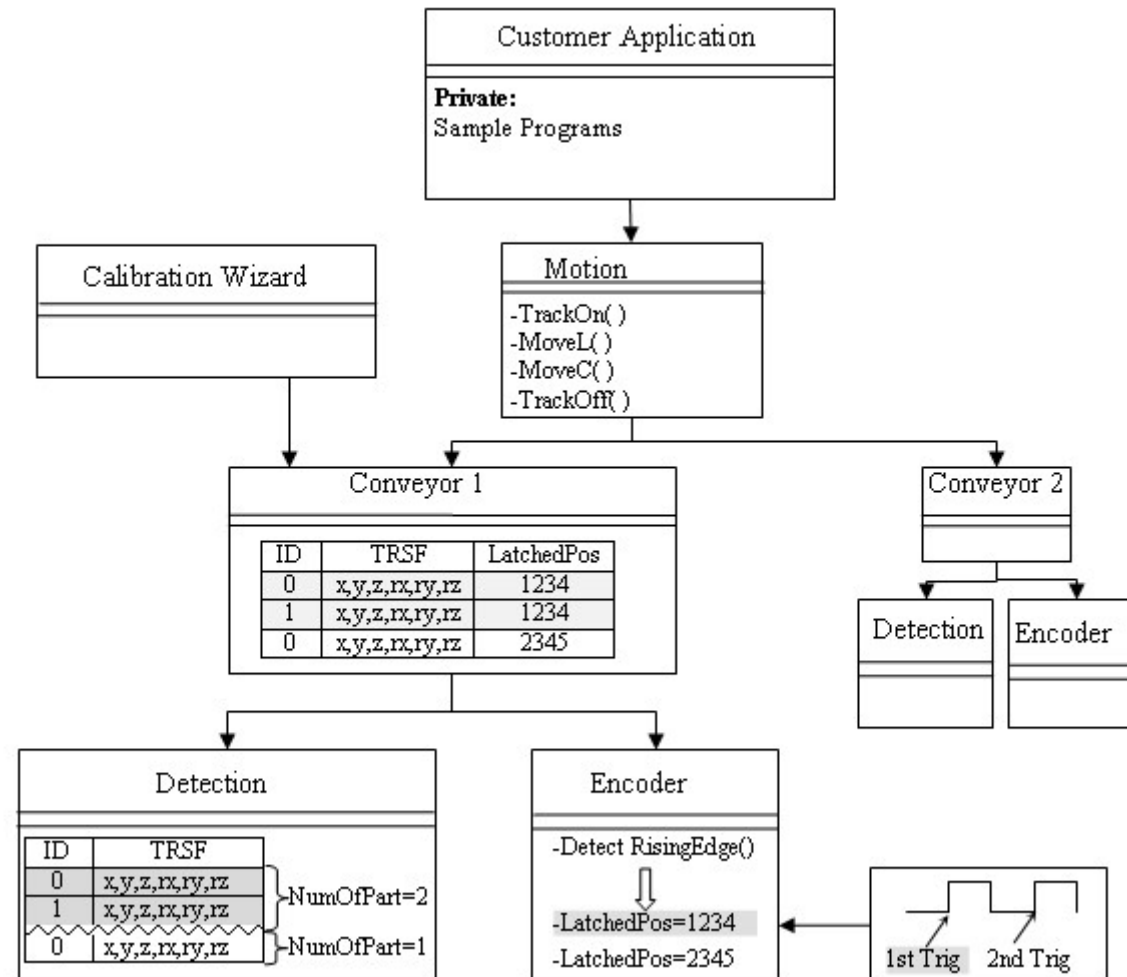 Customer Application
Private:
Sample Programs
Calibration Wizard
Motion
-TrackOn( )
-MoveL( )
-MoveC( )
-TrackOff( )
Conveyor 1
ID TRSF LatchedPos
0 x,y,z,rx,ry,rz 1234
1 x,y,z,rx,ry,rz 1234
0 x,y,z,rx,ry,rz 2345
Conveyor 2
Detection
Encoder
Detection
ID TRSF
0 x,y,z,rx,ry,rz
1 x,y,z,rx,ry,rz
NumOfPart=2
0 x,y,z,rx,ry,rz
NumOfPart=1
Encoder
-Detect RisingEdge()
-LatchedPos=1234
-LatchedPos=2345
1st Trig 2nd Trig